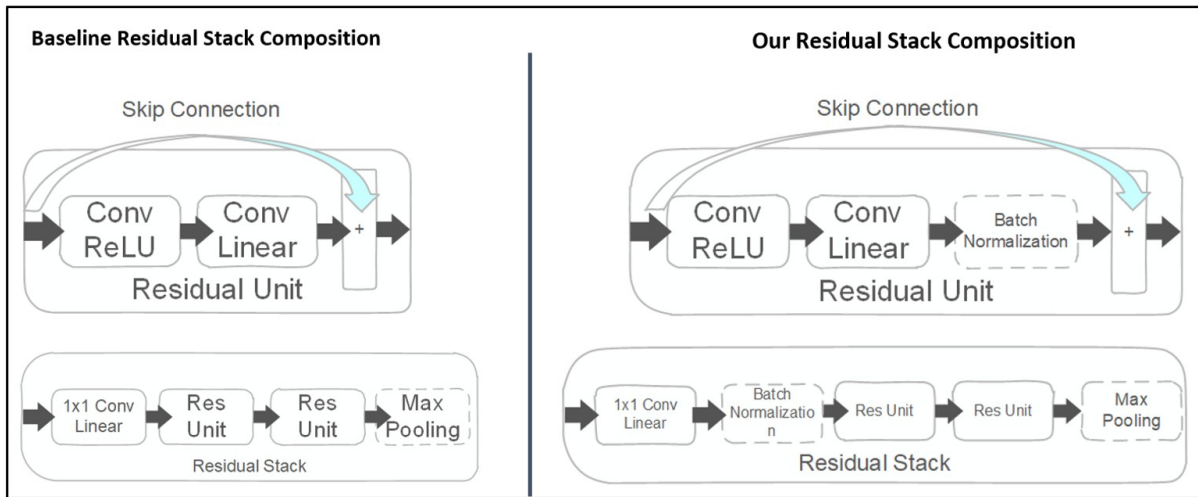 Baseline Residual Stack Composition
Skip Connection
Conv
ReLU
Conv
Linear
+
Residual Unit
1x1 Conv
Linear
Res
Unit
Res
Unit
Max
Pooling
Residual Stack
Our Residual Stack Composition
Skip Connection
Conv
ReLU
Conv
Linear
Batch
Normalization
+
Residual Unit
1x1 Conv
Linear
Batch
Normalizatio
n
Res Unit
Res Unit
Max
Pooling
Residual Stack